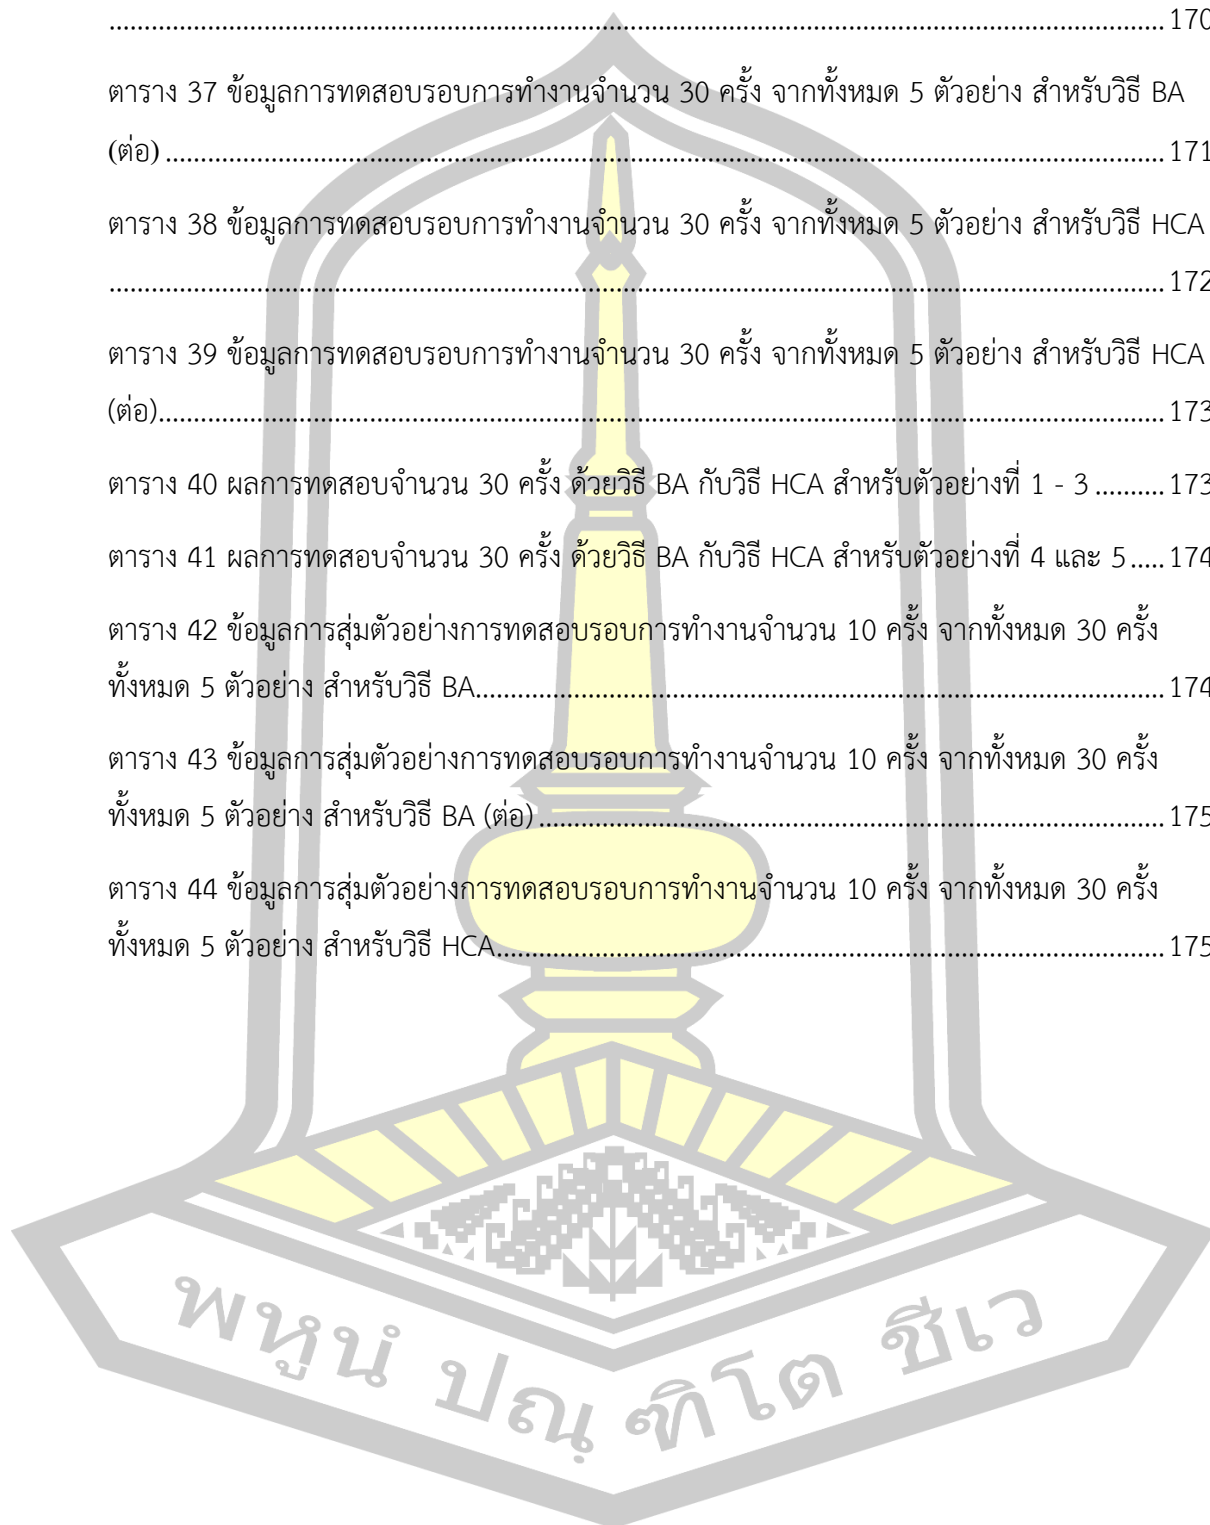 ........................................................................................................................................................ 170
ตาราง 37 ข้อมูลการทดสอบรอบการทำงานจำนวน 30 ครั้ง จากทั้งหมด 5 ตัวอย่าง สำหรับวิธี BA
(ต่อ) ................................................................................................................................................ 171
ตาราง 38 ข้อมูลการทดสอบรอบการทำงานจำนวน 30 ครั้ง จากทั้งหมด 5 ตัวอย่าง สำหรับวิธี HCA
........................................................................................................................................................ 172
ตาราง 39 ข้อมูลการทดสอบรอบการทำงานจำนวน 30 ครั้ง จากทั้งหมด 5 ตัวอย่าง สำหรับวิธี HCA
(ต่อ)................................................................................................................................................. 173
ตาราง 40 ผลการทดสอบจำนวน 30 ครั้ง ด้วยวิธี BA กับวิธี HCA สำหรับตัวอย่างที่ 1 - 3 .......... 173
ตาราง 41 ผลการทดสอบจำนวน 30 ครั้ง ด้วยวิธี BA กับวิธี HCA สำหรับตัวอย่างที่ 4 และ 5 ..... 174
ตาราง 42 ข้อมูลการสุ่มตัวอย่างการทดสอบรอบการทำงานจำนวน 10 ครั้ง จากทั้งหมด 30 ครั้ง
ทั้งหมด 5 ตัวอย่าง สำหรับวิธี BA.................................................................................................... 174
ตาราง 43 ข้อมูลการสุ่มตัวอย่างการทดสอบรอบการทำงานจำนวน 10 ครั้ง จากทั้งหมด 30 ครั้ง
ทั้งหมด 5 ตัวอย่าง สำหรับวิธี BA (ต่อ) .......................................................................................... 175
ตาราง 44 ข้อมูลการสุ่มตัวอย่างการทดสอบรอบการทำงานจำนวน 10 ครั้ง จากทั้งหมด 30 ครั้ง
ทั้งหมด 5 ตัวอย่าง สำหรับวิธี HCA................................................................................................ 175
พหูนํ ปณฺฑิโต ชีเว